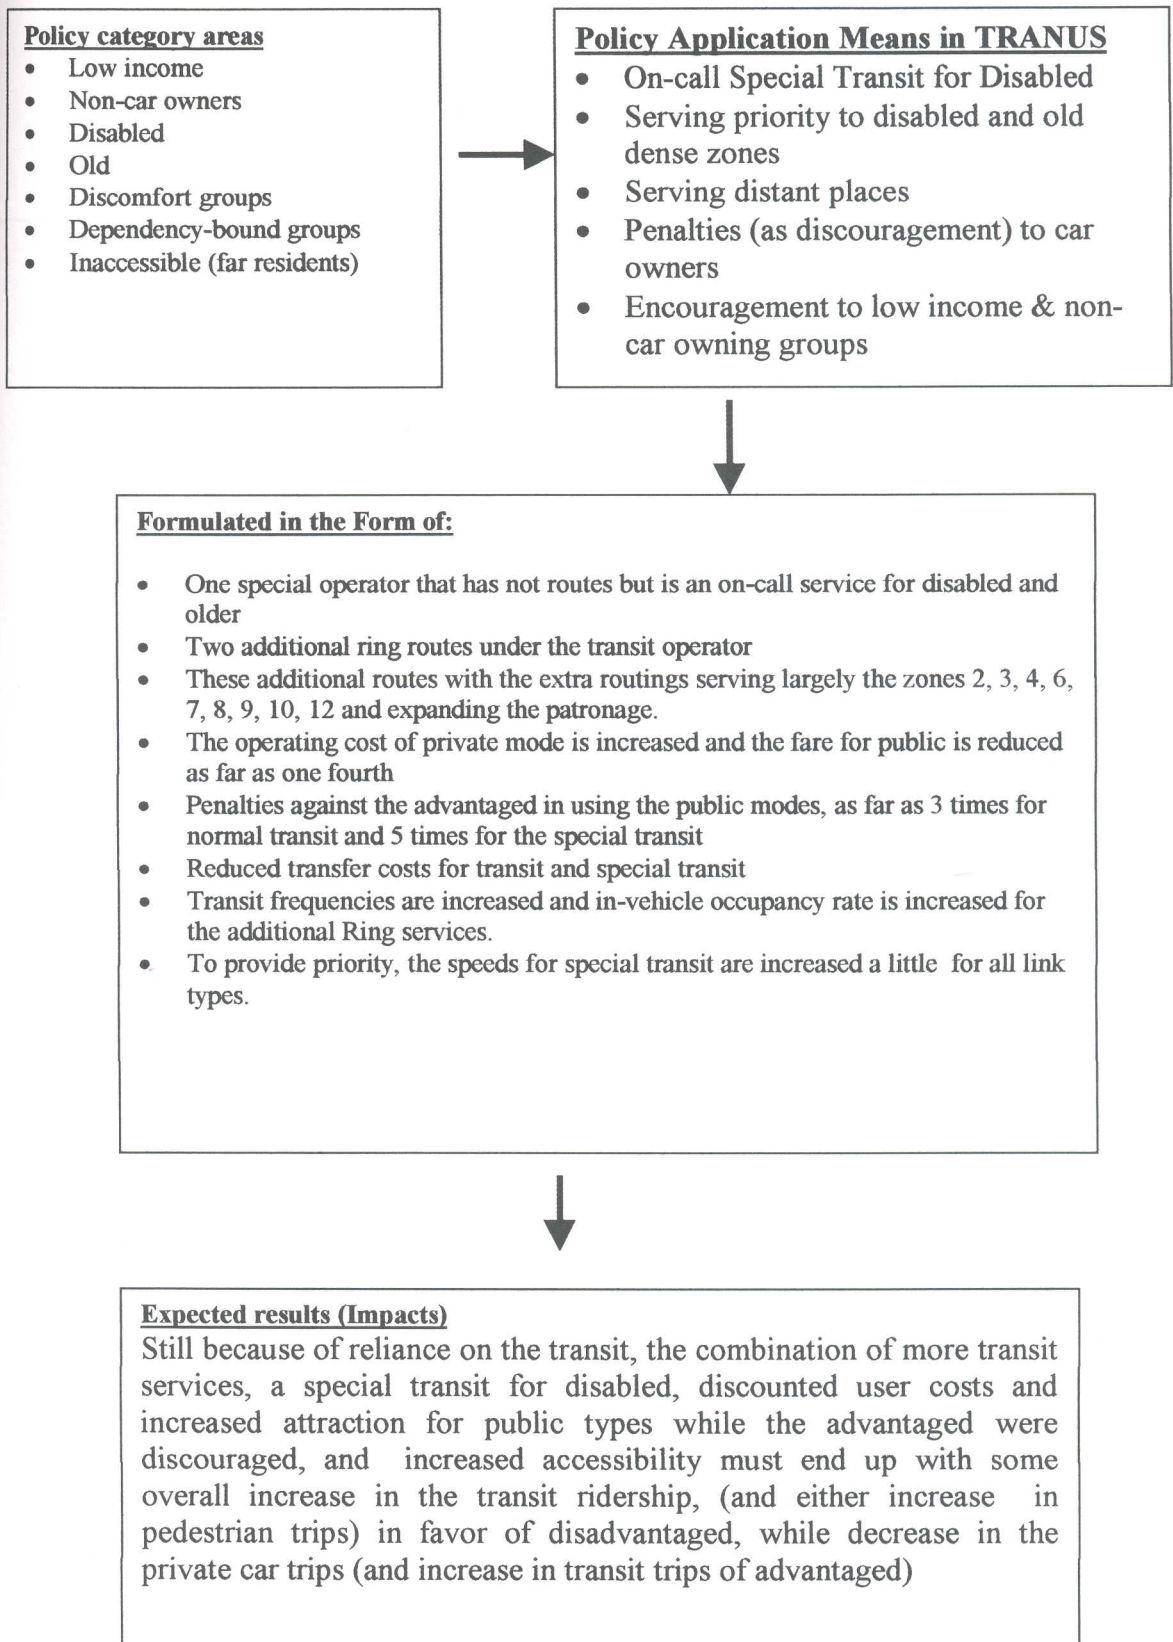 Policy category areas
• Low income
• Non-car owners
• Disabled
• Old
• Discomfort groups
• Dependency-bound groups
• Inaccessible (far residents)
Policy Application Means in TRANUS
• On-call Special Transit for Disabled
• Serving priority to disabled and old
dense zones
• Serving distant places
• Penalties (as discouragement) to car
owners
• Encouragement to low income & non-
car owning groups
Formulated in the Form of:
• One special operator that has not routes but is an on-call service for disabled and
older
• Two additional ring routes under the transit operator
• These additional routes with the extra routings serving largely the zones 2, 3, 4, 6,
7, 8, 9, 10, 12 and expanding the patronage.
• The operating cost of private mode is increased and the fare for public is reduced
as far as one fourth
• Penalties against the advantaged in using the public modes, as far as 3 times for
normal transit and 5 times for the special transit
• Reduced transfer costs for transit and special transit
• Transit frequencies are increased and in-vehicle occupancy rate is increased for
the additional Ring services.
• To provide priority, the speeds for special transit are increased a little for all link
types.
Expected results (Impacts)
Still because of reliance on the transit, the combination of more transit
services, a special transit for disabled, discounted user costs and
increased attraction for public types while the advantaged were
discouraged, and increased accessibility must end up with some
overall increase in the transit ridership, (and either increase in
pedestrian trips) in favor of disadvantaged, while decrease in the
private car trips (and increase in transit trips of advantaged)